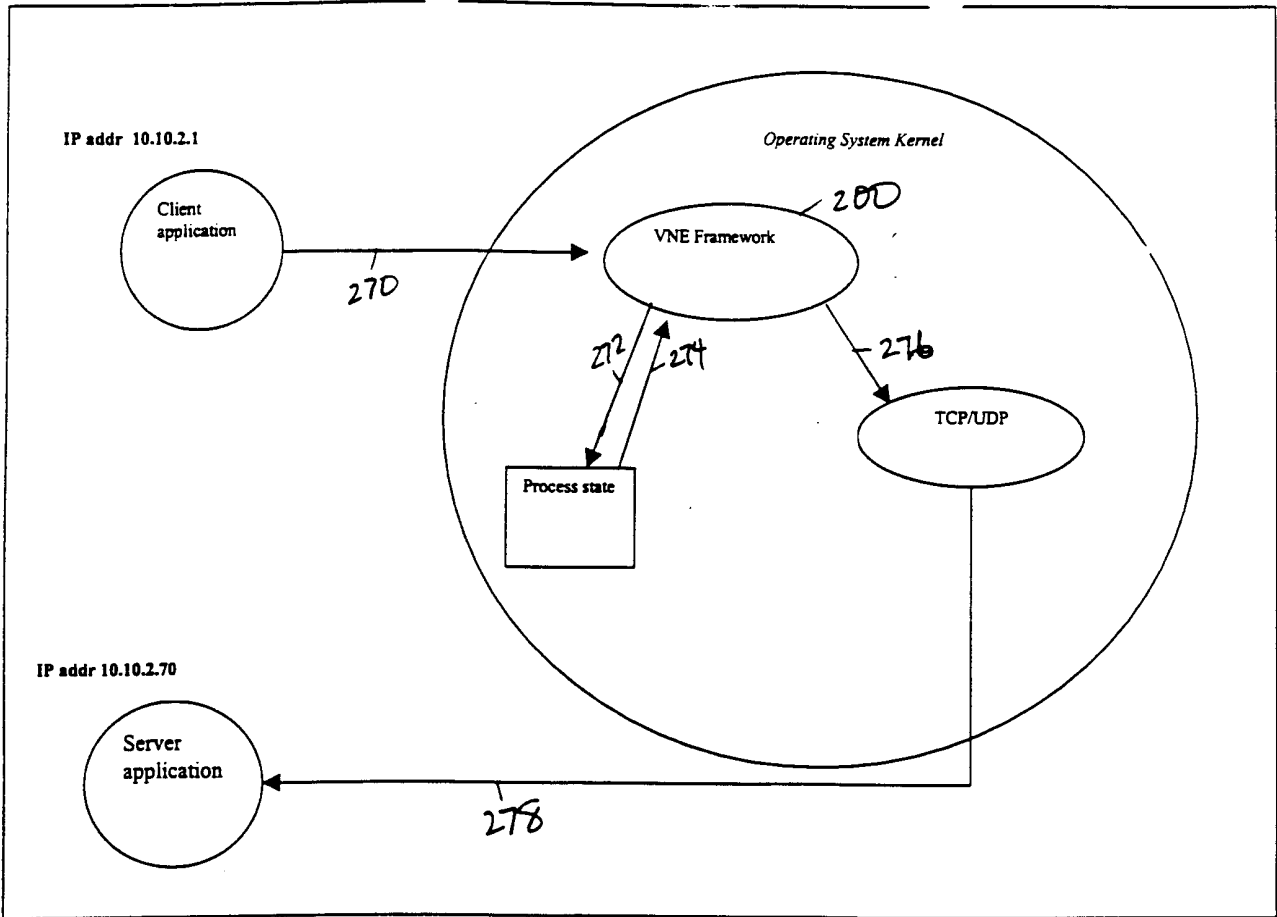 IP addr 10.10.2.1
Operating System Kernel
Client
application
200
VNE Framework
270
272
274
276
TCP/UDP
Process state
IP addr 10.10.2.70
Server
application
278